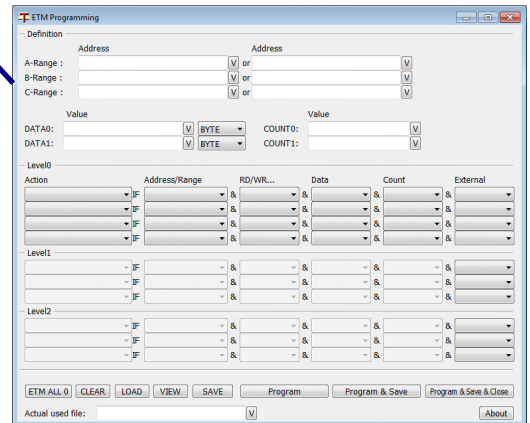 ETM Programming
Definition
Address Address
A-Range : V or V
B-Range : V or V
C-Range : V or V
Value Value
DATA0: V BYTE COUNT0: V
DATA1: V BYTE COUNT1: V
Level0
Action Address/Range RD/WR... Data Count External
IF & & & &
IF & & & &
IF & & & &
IF & & & &
Level1
IF & & & &
IF & & & &
IF & & & &
Level2
IF & & & &
IF & & & &
IF & & & &
ETM ALL 0 CLEAR LOAD VIEW SAVE Program Program & Save Program & Save & Close
Actual used file: V About